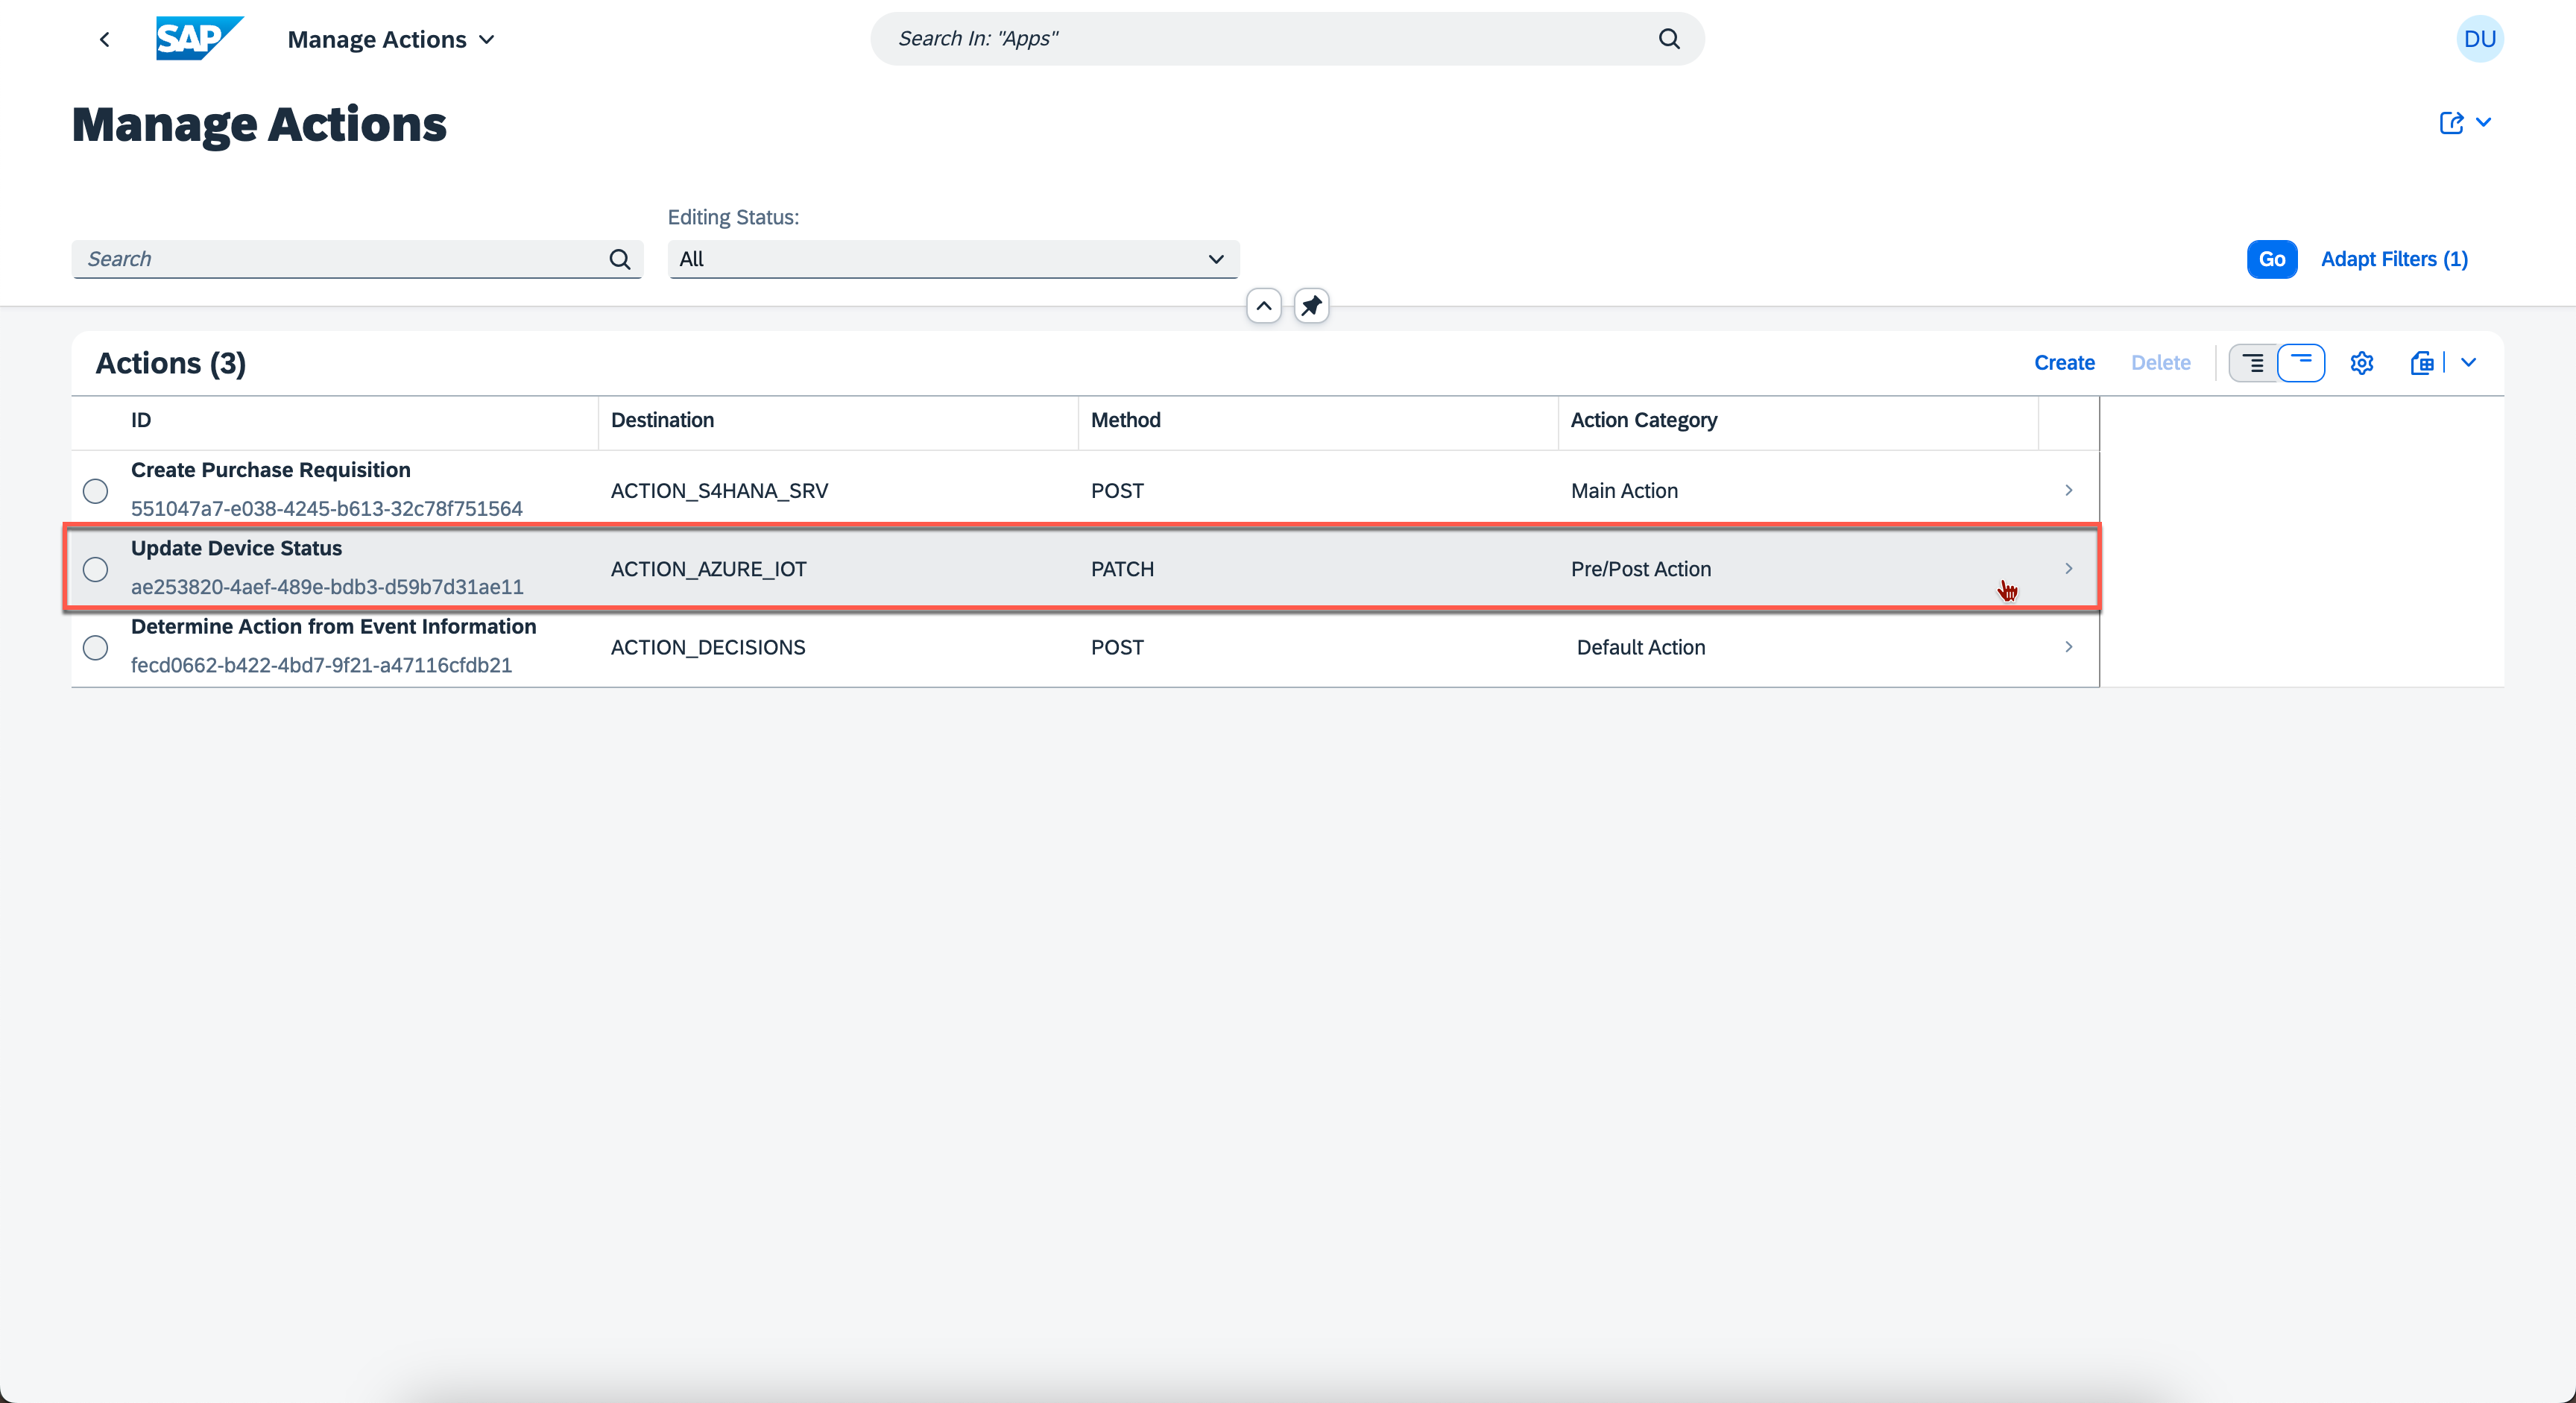 SAP Manage Actions
Search In: "Apps"
DU
Manage Actions
Editing Status:
Search
All
Go
Adapt Filters (1)
Actions (3)
Create
Delete
ID Destination Method Action Category
Create Purchase Requisition
551047a7-e038-4245-b613-32c78f751564
ACTION_S4HANA_SRV POST Main Action
Update Device Status
ae253820-4aef-489e-bdb3-d59b7d31ae11
ACTION_AZURE_IOT PATCH Pre/Post Action
Determine Action from Event Information
fecd0662-b422-4bd7-9f21-a47116cfdb21
ACTION_DECISIONS POST Default Action